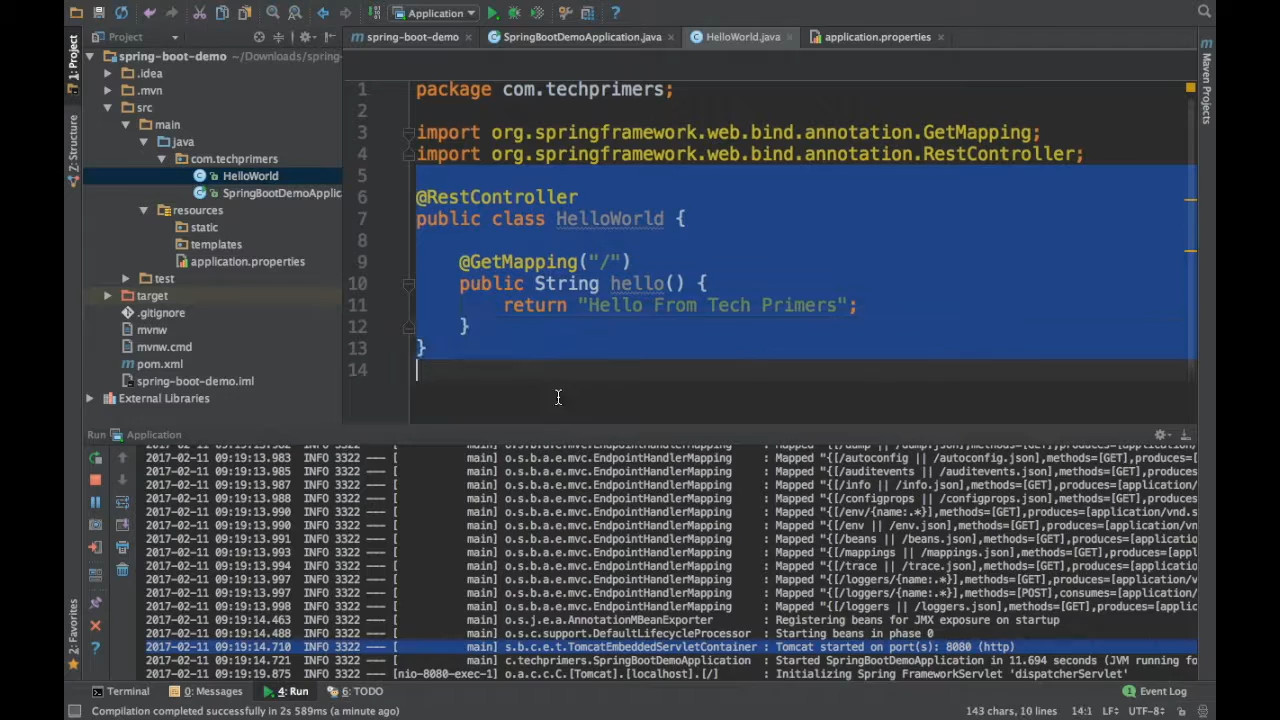 Application
1: Project
Project
spring-boot-demo
SpringBootDemoApplication.java
HelloWorld.java
application.properties
spring-boot-demo ~/Downloads/spring-
.idea
.mvn
src
main
java
com.techprimers
HelloWorld
SpringBootDemoApplic
resources
static
templates
application.properties
test
target
.gitignore
mvnw
mvnw.cmd
pom.xml
spring-boot-demo.iml
External Libraries
Z: Structure
2: Favorites
Maven Projects
1 package com.techprimers;
2
3 import org.springframework.web.bind.annotation.GetMapping;
4 import org.springframework.web.bind.annotation.RestController;
5
6 @RestController
7 public class HelloWorld {
8
9 @GetMapping("/")
10 public String hello() {
11 return "Hello From Tech Primers";
12 }
13 }
14
Run Application
2017-02-11 09:19:13.983 INFO 3322 --- [ main] o.s.b.a.e.mvc.EndpointHandlerMapping : Mapped "{[/autoconfig || /autoconfig.json],methods=[GET],produces=
2017-02-11 09:19:13.985 INFO 3322 --- [ main] o.s.b.a.e.mvc.EndpointHandlerMapping : Mapped "{[/auditevents || /auditevents.json],methods=[GET],produce
2017-02-11 09:19:13.987 INFO 3322 --- [ main] o.s.b.a.e.mvc.EndpointHandlerMapping : Mapped "{[/info || /info.json],methods=[GET],produces=[application
2017-02-11 09:19:13.988 INFO 3322 --- [ main] o.s.b.a.e.mvc.EndpointHandlerMapping : Mapped "{[/configprops || /configprops.json],methods=[GET],produce
2017-02-11 09:19:13.990 INFO 3322 --- [ main] o.s.b.a.e.mvc.EndpointHandlerMapping : Mapped "{[/env/{name:.*}],methods=[GET],produces=[application/vnd.s
2017-02-11 09:19:13.990 INFO 3322 --- [ main] o.s.b.a.e.mvc.EndpointHandlerMapping : Mapped "{[/env || /env.json],methods=[GET],produces=[application/vn
2017-02-11 09:19:13.991 INFO 3322 --- [ main] o.s.b.a.e.mvc.EndpointHandlerMapping : Mapped "{[/beans || /beans.json],methods=[GET],produces=[applicati
2017-02-11 09:19:13.993 INFO 3322 --- [ main] o.s.b.a.e.mvc.EndpointHandlerMapping : Mapped "{[/mappings || /mappings.json],methods=[GET],produces=[appl
2017-02-11 09:19:13.994 INFO 3322 --- [ main] o.s.b.a.e.mvc.EndpointHandlerMapping : Mapped "{[/trace || /trace.json],methods=[GET],produces=[applicati
2017-02-11 09:19:13.997 INFO 3322 --- [ main] o.s.b.a.e.mvc.EndpointHandlerMapping : Mapped "{[/loggers/{name:.*}],methods=[GET],produces=[application/v
2017-02-11 09:19:13.997 INFO 3322 --- [ main] o.s.b.a.e.mvc.EndpointHandlerMapping : Mapped "{[/loggers/{name:.*}],methods=[POST],consumes=[application/
2017-02-11 09:19:13.998 INFO 3322 --- [ main] o.s.b.a.e.mvc.EndpointHandlerMapping : Mapped "{[/loggers || /loggers.json],methods=[GET],produces=[appli
2017-02-11 09:19:14.463 INFO 3322 --- [ main] o.s.j.e.a.AnnotationMBeanExporter : Registering beans for JMX exposure on startup
2017-02-11 09:19:14.488 INFO 3322 --- [ main] o.s.c.support.DefaultLifecycleProcessor : Starting beans in phase 0
2017-02-11 09:19:14.710 INFO 3322 --- [ main] s.b.c.e.t.TomcatEmbeddedServletContainer : Tomcat started on port(s): 8080 (http)
2017-02-11 09:19:14.721 INFO 3322 --- [ main] c.techprimers.SpringBootDemoApplication : Started SpringBootDemoApplication in 11.694 seconds (JVM running fo
2017-02-11 09:19:19.875 INFO 3322 --- [nio-8080-exec-1] o.a.c.c.C.[Tomcat].[localhost].[/] : Initializing Spring FrameworkServlet 'dispatcherServlet'
Terminal 0: Messages 4: Run 6: TODO Event Log
Compilation completed successfully in 2s 589ms (a minute ago) 143 chars, 10 lines 14:1 LF÷ UTF-8÷